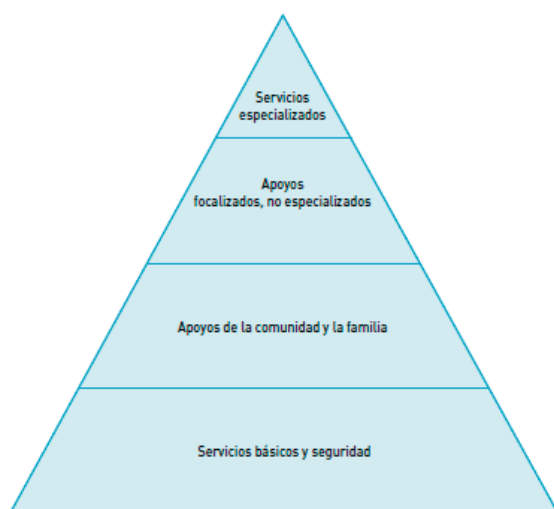 Servicios
especializados
Apoyos
focalizados, no especializados
Apoyos de la comunidad y la familia
Servicios básicos y seguridad